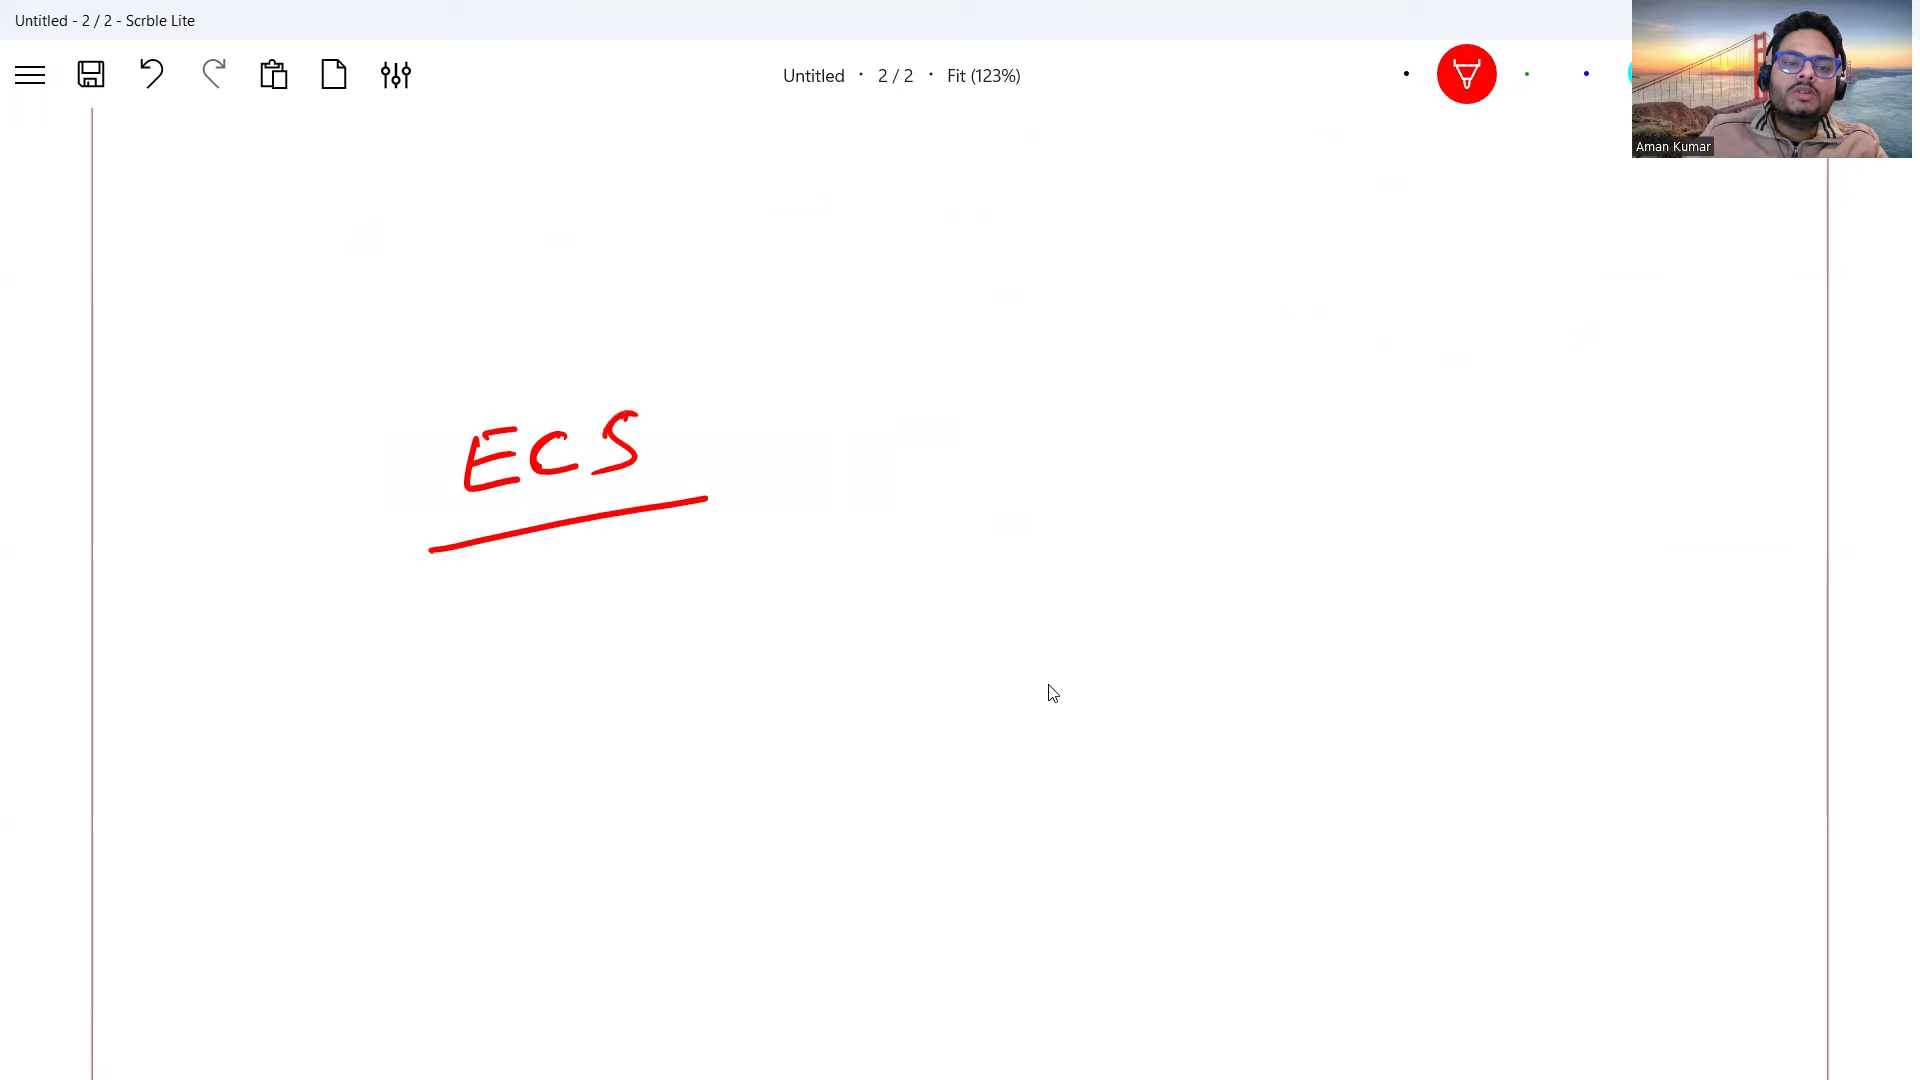 Untitled - 2 / 2 - Scrble Lite
Untitled · 2 / 2 · Fit (123%)
Aman Kumar
ECS